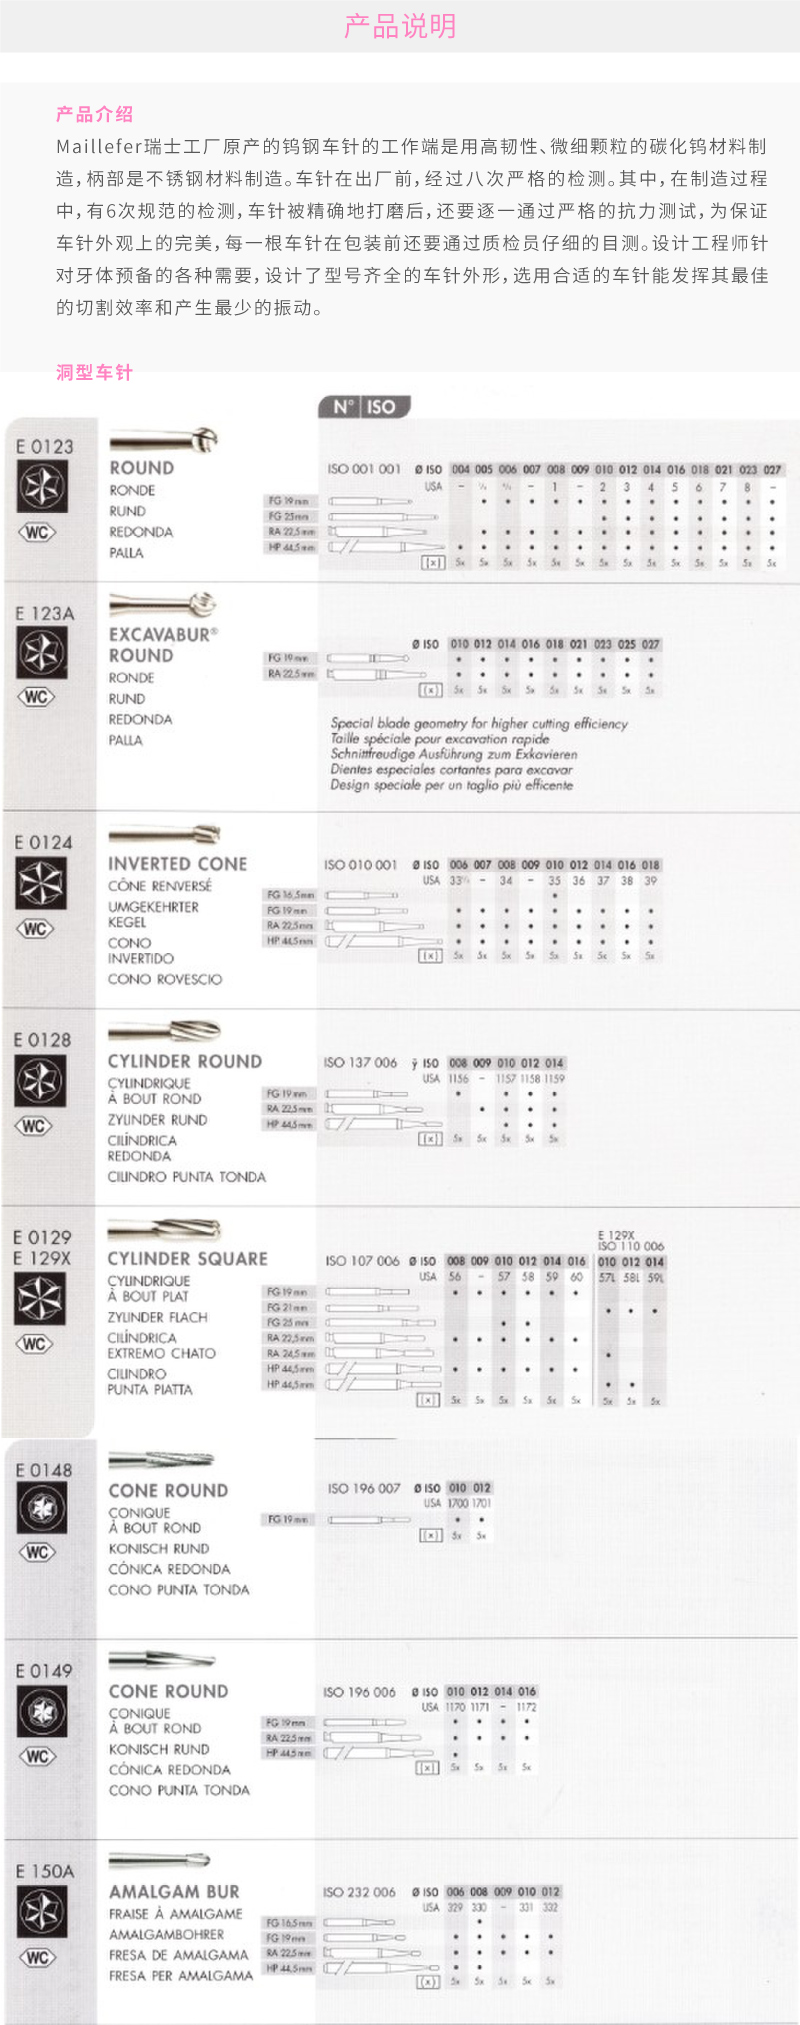 产品说明
产品介绍
Maillefer瑞士工厂原产的钨钢车针的工作端是用高韧性、微细颗粒的碳化钨材料制
造，柄部是不锈钢材料制造。车针在出厂前，经过八次严格的检测。其中，在制造过程
中，有6次规范的检测，车针被精确地打磨后，还要逐一通过严格的抗力测试，为保证
车针外观上的完美，每一根车针在包装前还要通过质检员仔细的目测。设计工程师针
对牙体预备的各种需要，设计了型号齐全的车针外形，选用合适的车针能发挥其最佳
的切割效率和产生最少的振动。
洞型车针
N° ISO
E 0123
WC
ROUND
RONDE
RUND
REDONDA
PALLA
ISO 001 001 Ø ISO 004 005 006 007 008 009 010 012 014 016 018 021 023 027
USA – ¼ – 1 – 2 3 4 5 6 7 8 –
FG 19 mm
FG 25mm
RA 22,5 mm
HP 44,5 mm
[x] 5x 5x 5x 5x 5x 5x 5x 5x 5x 5x 5x 5x 5x 5x
E 123A
WC
EXCAVABUR®
ROUND
RONDE
RUND
REDONDA
PALLA
Ø ISO 010 012 014 016 018 021 023 025 027
FG 19 mm
RA 22,5 mm
(x) 5x 5x 5x 5x 5x 5x 5x 5x 5x
Special blade geometry for higher cutting efficiency
Taille spéciale pour excavation rapide
Schnittfreudige Ausführung zum Exkavieren
Dientes especiales cortantes para excavar
Design speciale per un taglio più efficente
E 0124
WC
INVERTED CONE
CÔNE RENVERSÉ
UMGEKEHRTER
KEGEL
CONO
INVERTIDO
CONO ROVESCIO
ISO 010 001 Ø ISO 006 007 008 009 010 012 014 016 018
USA 33½ – 34 – 35 36 37 38 39
FG 16,5mm
FG 19 mm
RA 22,5mm
HP 44,5mm
[x] 5x 5x 5x 5x 5x 5x 5x 5x 5x
E 0128
WC
CYLINDER ROUND
CYLINDRIQUE
À BOUT ROND
ZYLINDER RUND
CILÍNDRICA
REDONDA
CILINDRO PUNTA TONDA
ISO 137 006 ÿ ISO 008 009 010 012 014
USA 1156 – 1157 1158 1159
FG 19 mm
RA 22,5 mm
HP 44,5 mm
(x) 5x 5x 5x 5x 5x
E 0129
E 129X
WC
CYLINDER SQUARE
CYLINDRIQUE
À BOUT PLAT
ZYLINDER FLACH
CILÍNDRICA
EXTREMO CHATO
CILINDRO
PUNTA PIATTA
E 129X
ISO 110 006
ISO 107 006 Ø ISO 008 009 010 012 014 016 010 012 014
USA 56 – 57 58 59 60 57L 58L 59L
FG 19 mm
FG 21 mm
FG 25 mm
RA 22,5 mm
RA 26,5 mm
HP 44,5 mm
HP 44,5 mm
[x] 5x 5x 5x 5x 5x 5x 5x 5x 5x
E 0148
WC
CONE ROUND
CONIQUE
À BOUT ROND
KONISCH RUND
CÓNICA REDONDA
CONO PUNTA TONDA
ISO 196 007 Ø ISO 010 012
USA 1700 1701
FG 19 mm
[x] 5x 5x
E 0149
WC
CONE ROUND
CONIQUE
À BOUT ROND
KONISCH RUND
CÓNICA REDONDA
CONO PUNTA TONDA
ISO 196 006 Ø ISO 010 012 014 016
USA 1170 1171 – 1172
FG 19mm
RA 22,5 mm
HP 44,5 mm
[x] 5x 5x 5x 5x
E 150A
WC
AMALGAM BUR
FRAISE À AMALGAME
AMALGAMBOHRER
FRESA DE AMALGAMA
FRESA PER AMALGAMA
ISO 232 006 Ø ISO 006 008 009 010 012
USA 329 330 – 331 332
FG 16,5mm
FG 19 mm
RA 22,5 mm
HP 44,5mm
(x) 5x 5x 5x 5x 5x